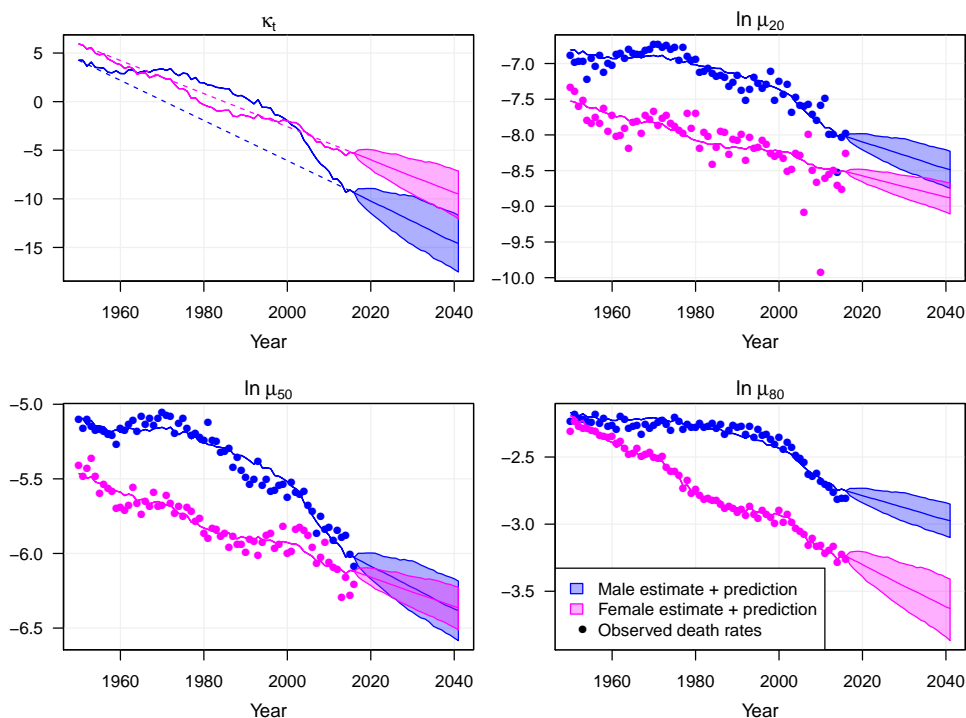 κt
5
0
−5
−10
−15
1960 1980 2000 2020 2040
Year
ln μ20
−7.0
−7.5
−8.0
−8.5
−9.0
−9.5
−10.0
1960 1980 2000 2020 2040
Year
ln μ50
−5.0
−5.5
−6.0
−6.5
1960 1980 2000 2020 2040
Year
ln μ80
−2.5
−3.0
−3.5
Male estimate + prediction
Female estimate + prediction
Observed death rates
1960 1980 2000 2020 2040
Year